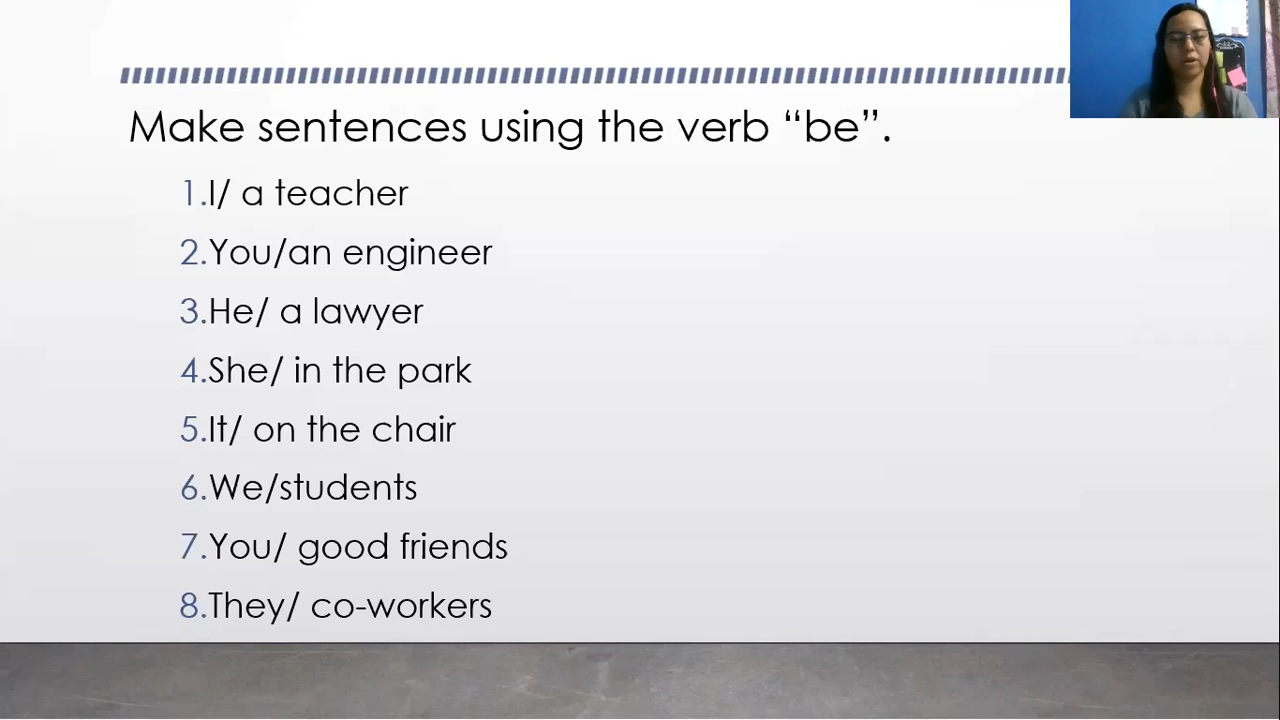 Make sentences using the verb “be”.
1.I/ a teacher
2.You/an engineer
3.He/ a lawyer
4.She/ in the park
5.It/ on the chair
6.We/students
7.You/ good friends
8.They/ co-workers